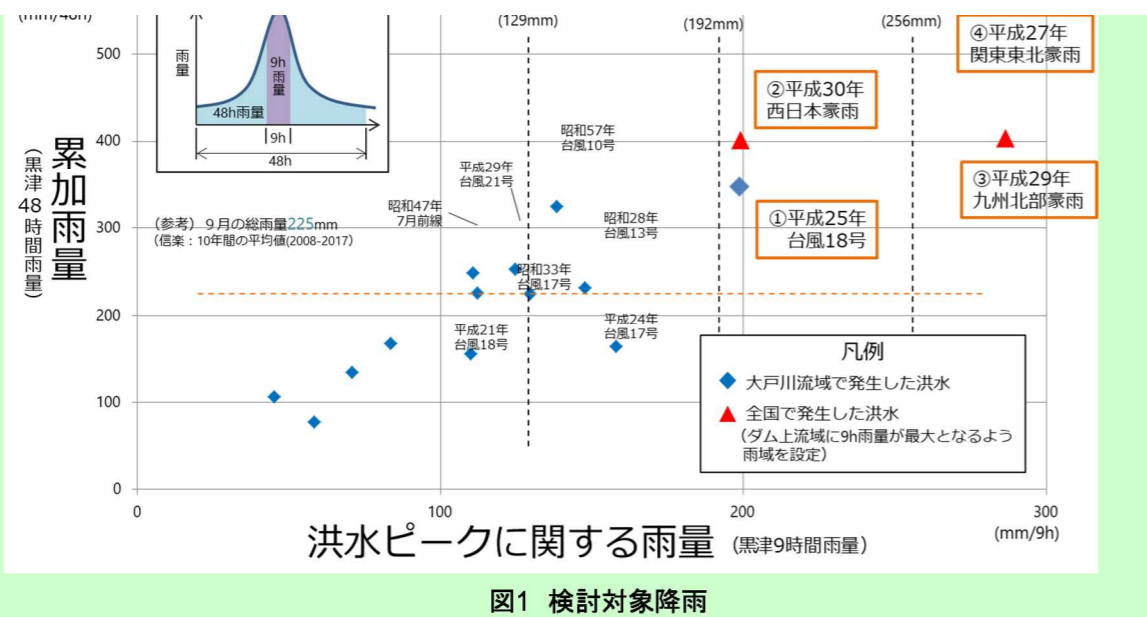 (mm/48h)
(129mm)
(192mm)
(256mm)
④平成27年
関東東北豪雨
500
400
300
200
100
0
雨量
9h雨量
48h雨量
9h
48h
②平成30年
西日本豪雨
昭和57年
台風10号
平成29年
台風21号
③平成29年
九州北部豪雨
昭和47年
7月前線
昭和28年
台風13号
①平成25年
台風18号
(参考)９月の総雨量225mm
(信楽：10年間の平均値(2008-2017)
昭和33年
台風17号
平成24年
台風17号
平成21年
台風18号
累加雨量
(黒津48時間雨量)
凡例
大戸川流域で発生した洪水
全国で発生した洪水
(ダム上流域に9h雨量が最大となるよう
雨域を設定)
0
100
200
300
洪水ピークに関する雨量 (黒津9時間雨量)
(mm/9h)
図1 検討対象降雨